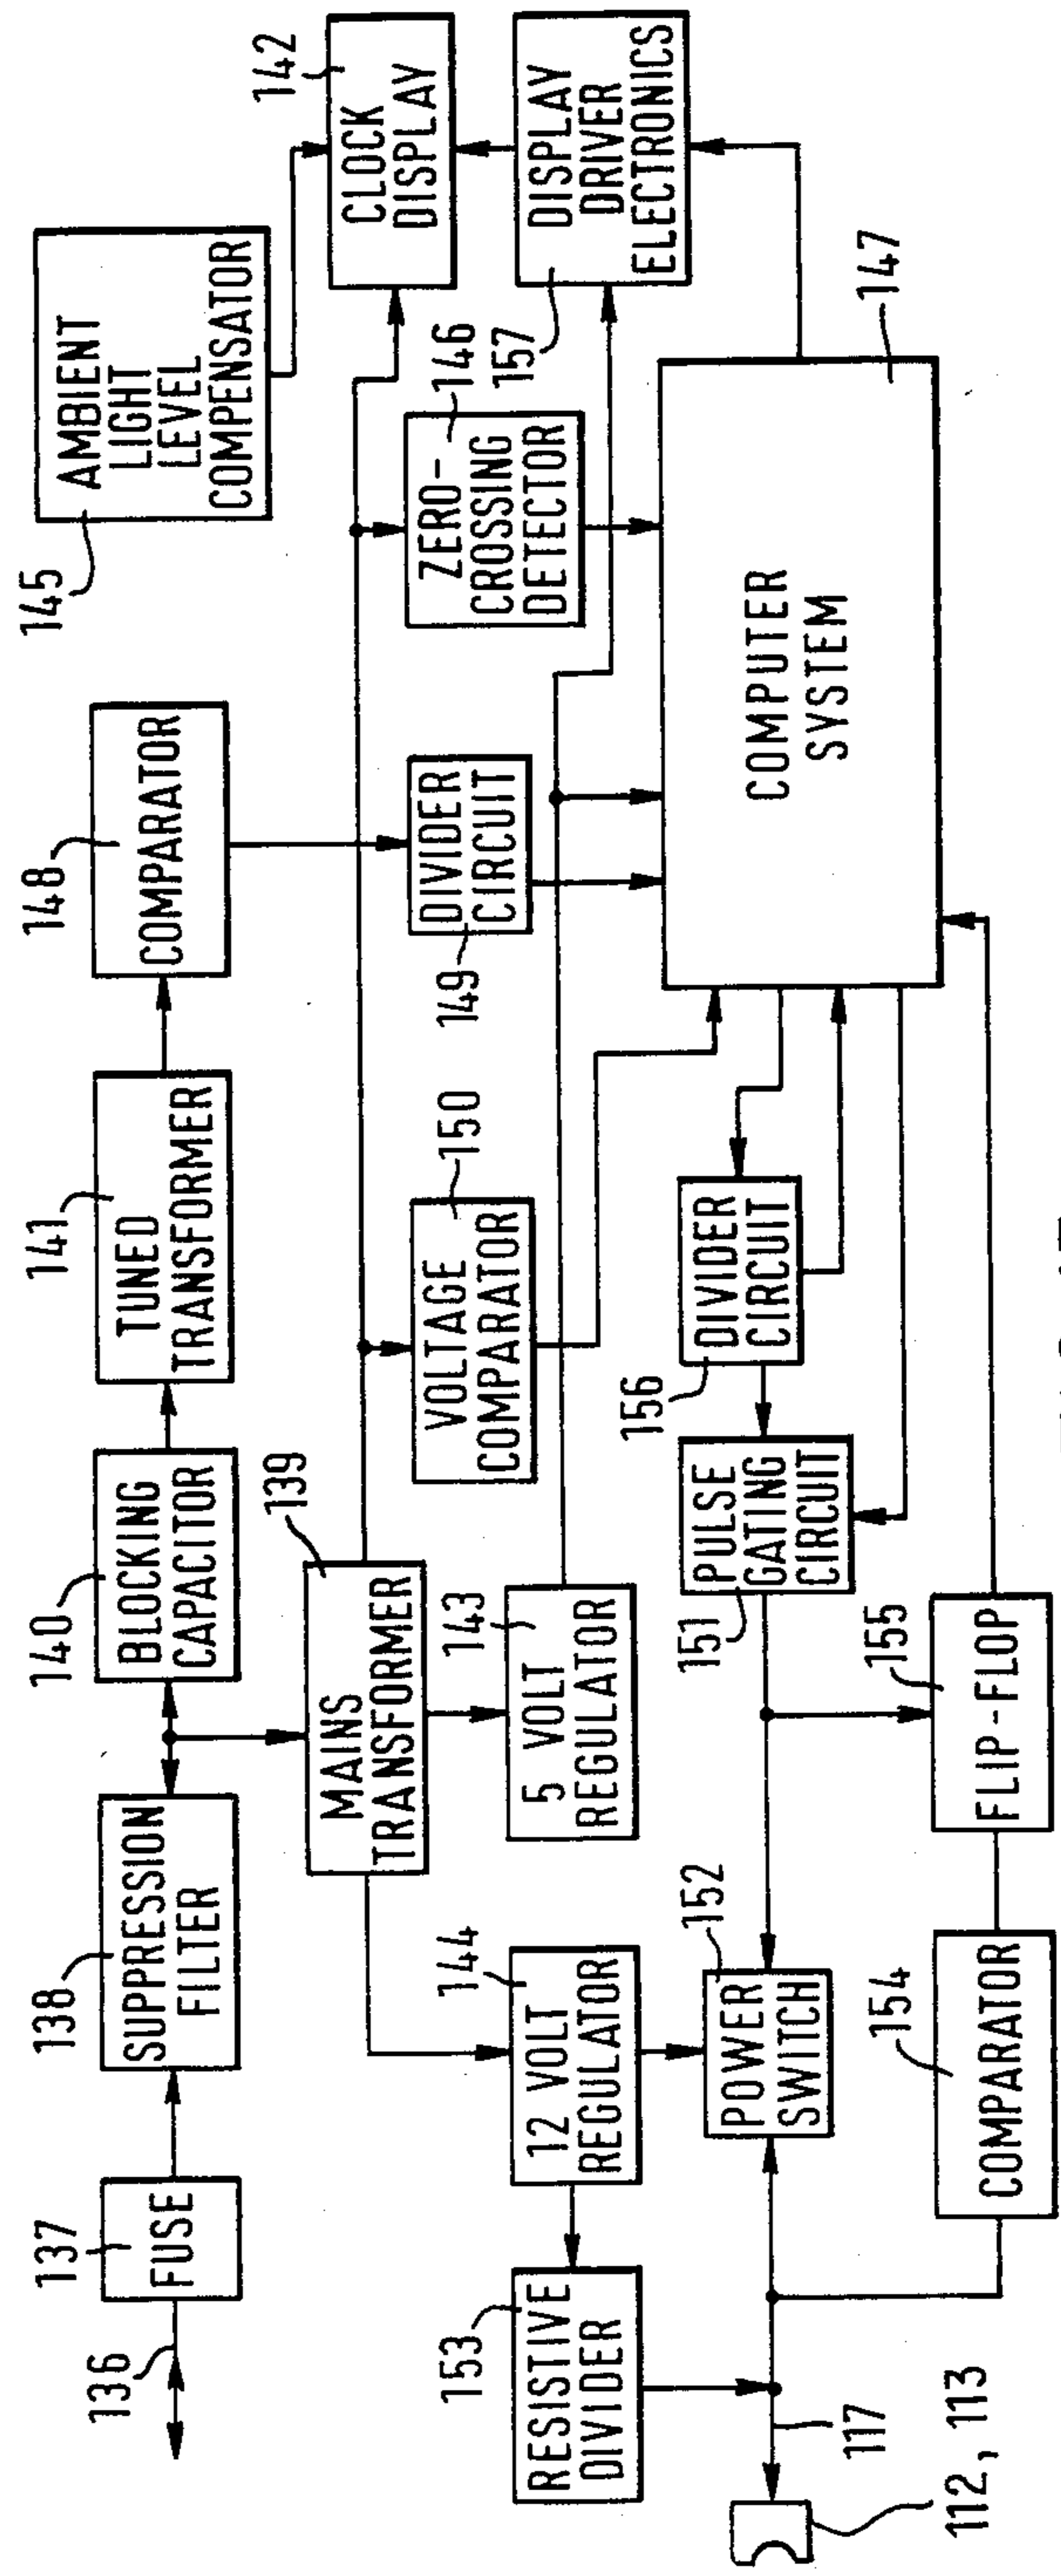 136
137
FUSE
138
SUPPRESSION
FILTER
140
BLOCKING
CAPACITOR
141
TUNED
TRANSFORMER
148
COMPARATOR
145
AMBIENT
LIGHT
LEVEL
COMPENSATOR
142
CLOCK
DISPLAY
139
MAINS
TRANSFORMER
144
12 VOLT
REGULATOR
143
5 VOLT
REGULATOR
150
VOLTAGE
COMPARATOR
149
DIVIDER
CIRCUIT
146
ZERO-
CROSSING
DETECTOR
157
DISPLAY
DRIVER
ELECTRONICS
153
RESISTIVE
DIVIDER
152
POWER
SWITCH
151
PULSE
GATING
CIRCUIT
156
DIVIDER
CIRCUIT
147
COMPUTER
SYSTEM
117
112, 113
154
COMPARATOR
155
FLIP-FLOP